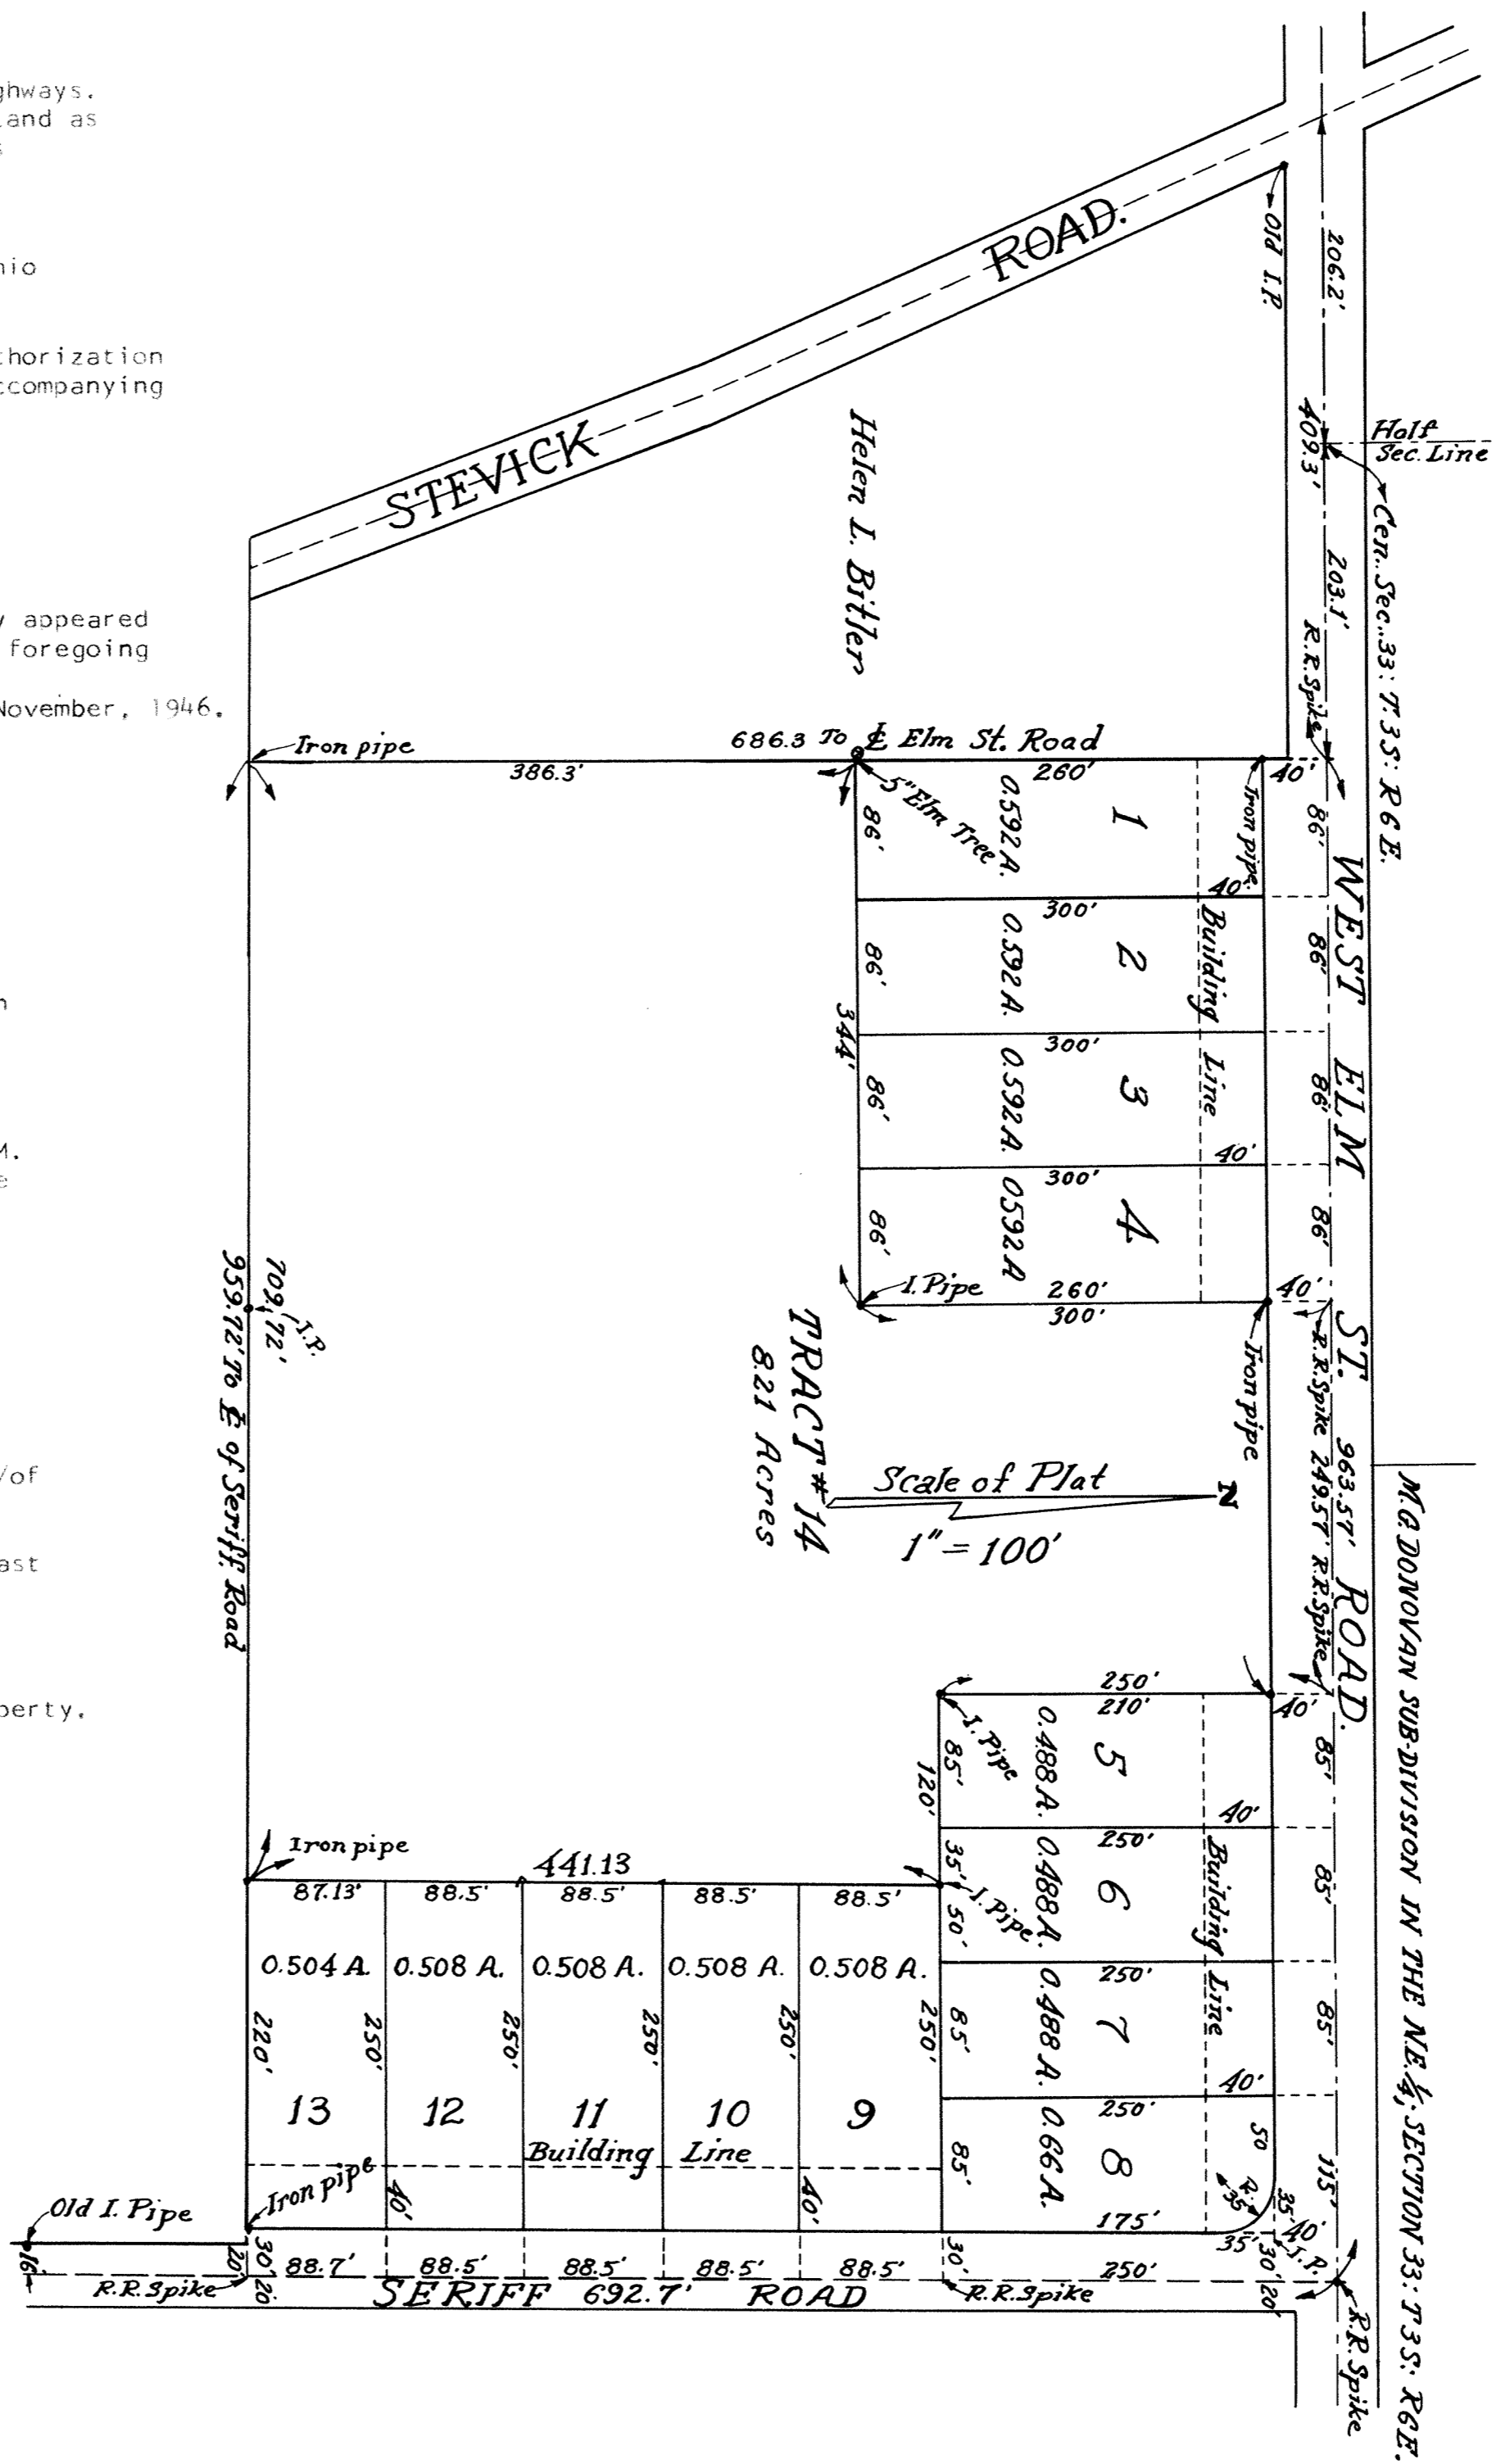 ghways.
land as
s
hio
thorization
ccompanying
y appeared
foregoing
November, 1946.
n
M.
e
/of
ast
perty.
STEVICK ROAD.
Old I.P.
206.2'
409.3'
203.1'
R.R. Spike
Half
Sec. Line
Cen. Sec. 33: T.3S: R6E.
Helen L. Bitler
Iron pipe
686.3 To ℄ Elm St. Road
386.3'
260'
40'
5" Elm Tree
Iron pipe.
WEST ELM ST. ROAD.
963.57'
86'
86'
86'
86'
1
0.592 A.
86'
40'
300'
2
0.592 A.
86'
Building Line
344'
300'
3
0.592 A.
86'
40'
300'
4
0.592 A
86'
I. Pipe
260'
300'
40'
R.R. Spike 249.57' R.R. Spike
Iron pipe
709.72'
I.P.
959.72' To ℄ of Seriff Road
TRACT # 14
8.21 Acres
Scale of Plat
N
1" = 100'
M.G. DONOVAN SUB-DIVISION IN THE N.E. 1/4; SECTION 33: T3S: R6E.
250'
210'
40'
I. Pipe
5
0.488 A.
85'
120'
85'
40'
250'
6
0.488 A.
35'
I. Pipe
50'
85'
Building Line
250'
7
0.488 A.
85'
85'
40'
250'
8
0.66 A.
85'
115'
50
R.
35
35'
40'
175'
35'
30'
20'
I.P.
R.R. Spike
Iron pipe
441.13
87.13'
88.5'
88.5'
88.5'
88.5'
0.504 A.
0.508 A.
0.508 A.
0.508 A.
0.508 A.
220'
250'
250'
250'
250'
250'
13
12
11
10
9
Building Line
Iron pipe
40'
40'
Old I. Pipe
16'
20'
30'
20'
88.7'
88.5'
88.5'
88.5'
88.5'
30'
250'
R.R. Spike
SERIFF 692.7' ROAD
R.R. Spike